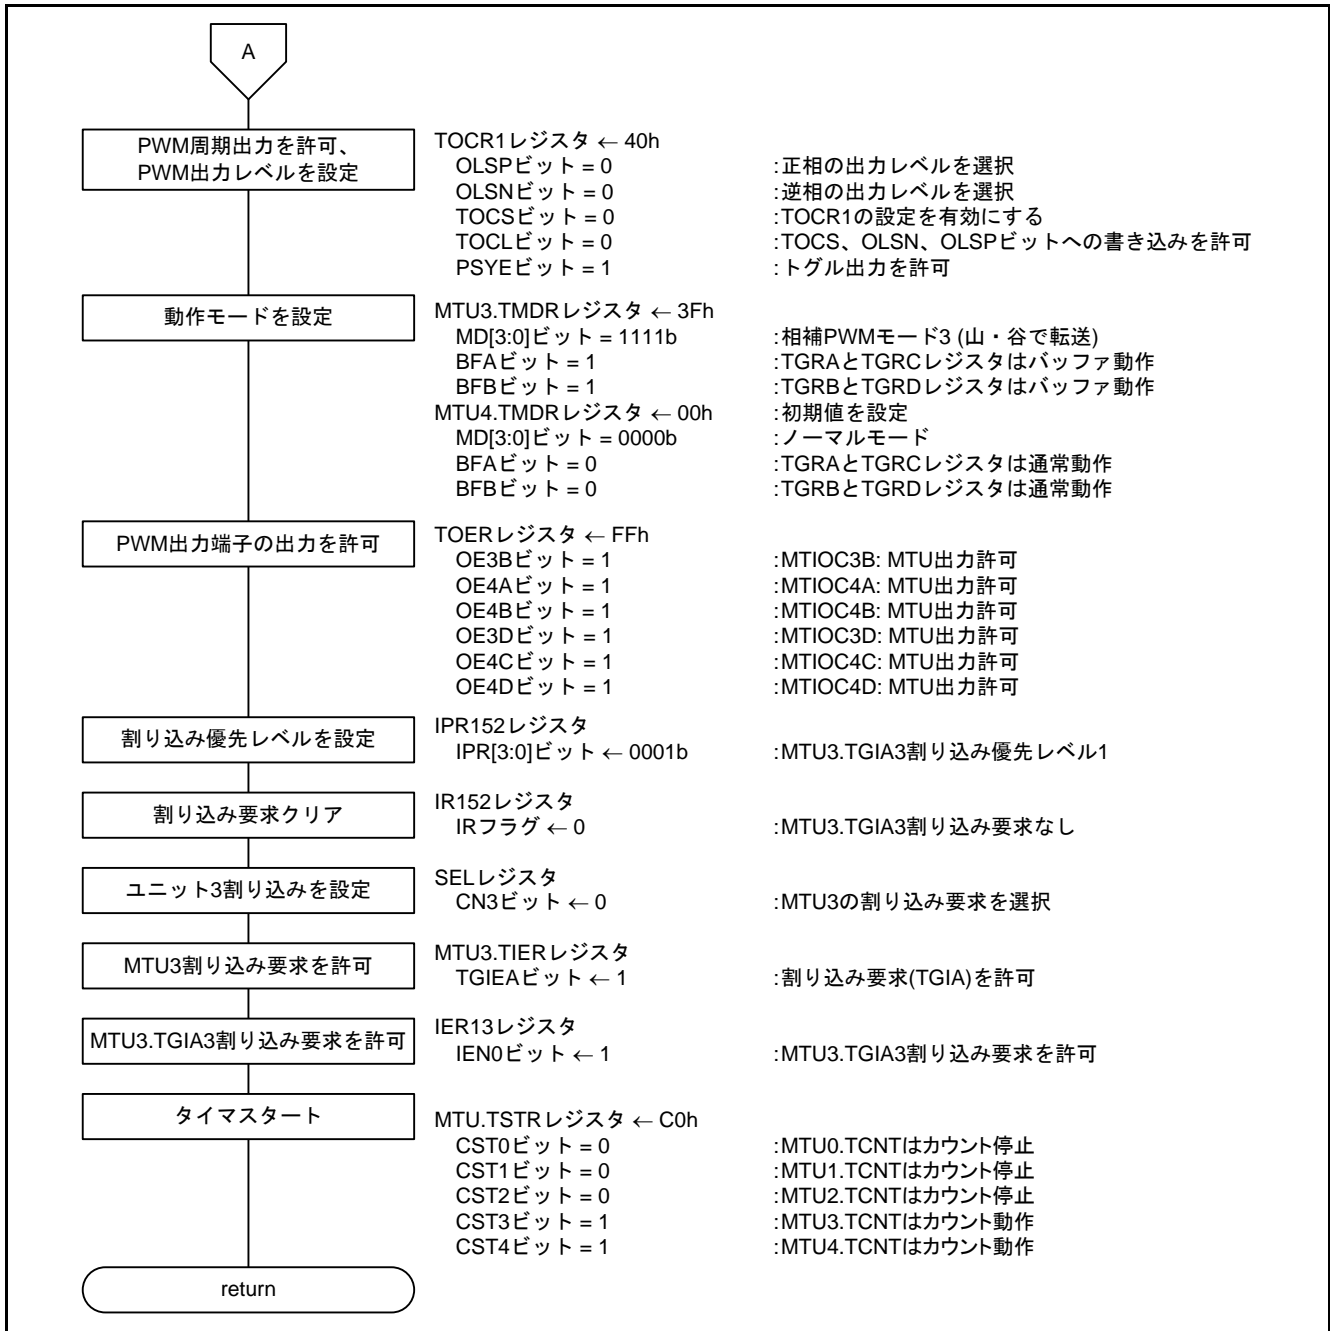 A
PWM周期出力を許可、
PWM出力レベルを設定
TOCR1レジスタ ← 40h
OLSPビット = 0 :正相の出力レベルを選択
OLSNビット = 0 :逆相の出力レベルを選択
TOCSビット = 0 :TOCR1の設定を有効にする
TOCLビット = 0 :TOCS、OLSN、OLSPビットへの書き込みを許可
PSYEビット = 1 :トグル出力を許可
動作モードを設定
MTU3.TMDRレジスタ ← 3Fh
MD[3:0]ビット = 1111b :相補PWMモード3 (山・谷で転送)
BFAビット = 1 :TGRAとTGRCレジスタはバッファ動作
BFBビット = 1 :TGRBとTGRDレジスタはバッファ動作
MTU4.TMDRレジスタ ← 00h :初期値を設定
MD[3:0]ビット = 0000b :ノーマルモード
BFAビット = 0 :TGRAとTGRCレジスタは通常動作
BFBビット = 0 :TGRBとTGRDレジスタは通常動作
PWM出力端子の出力を許可
TOERレジスタ ← FFh
OE3Bビット = 1 :MTIOC3B: MTU出力許可
OE4Aビット = 1 :MTIOC4A: MTU出力許可
OE4Bビット = 1 :MTIOC4B: MTU出力許可
OE3Dビット = 1 :MTIOC3D: MTU出力許可
OE4Cビット = 1 :MTIOC4C: MTU出力許可
OE4Dビット = 1 :MTIOC4D: MTU出力許可
割り込み優先レベルを設定
IPR152レジスタ
IPR[3:0]ビット ← 0001b :MTU3.TGIA3割り込み優先レベル1
割り込み要求クリア
IR152レジスタ
IRフラグ ← 0 :MTU3.TGIA3割り込み要求なし
ユニット3割り込みを設定
SELレジスタ
CN3ビット ← 0 :MTU3の割り込み要求を選択
MTU3割り込み要求を許可
MTU3.TIERレジスタ
TGIEAビット ← 1 :割り込み要求(TGIA)を許可
MTU3.TGIA3割り込み要求を許可
IER13レジスタ
IEN0ビット ← 1 :MTU3.TGIA3割り込み要求を許可
タイマスタート
MTU.TSTRレジスタ ← C0h
CST0ビット = 0 :MTU0.TCNTはカウント停止
CST1ビット = 0 :MTU1.TCNTはカウント停止
CST2ビット = 0 :MTU2.TCNTはカウント停止
CST3ビット = 1 :MTU3.TCNTはカウント動作
CST4ビット = 1 :MTU4.TCNTはカウント動作
return